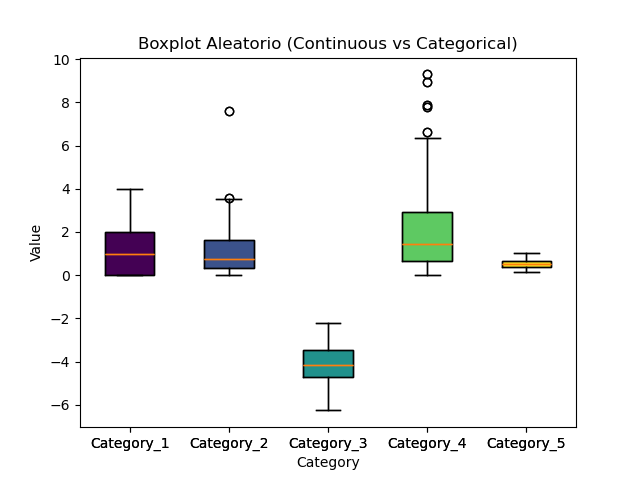 Boxplot Aleatorio (Continuous vs Categorical)
10
8
6
4
2
0
−2
−4
−6
Value
Category_1 Category_2 Category_3 Category_4 Category_5
Category